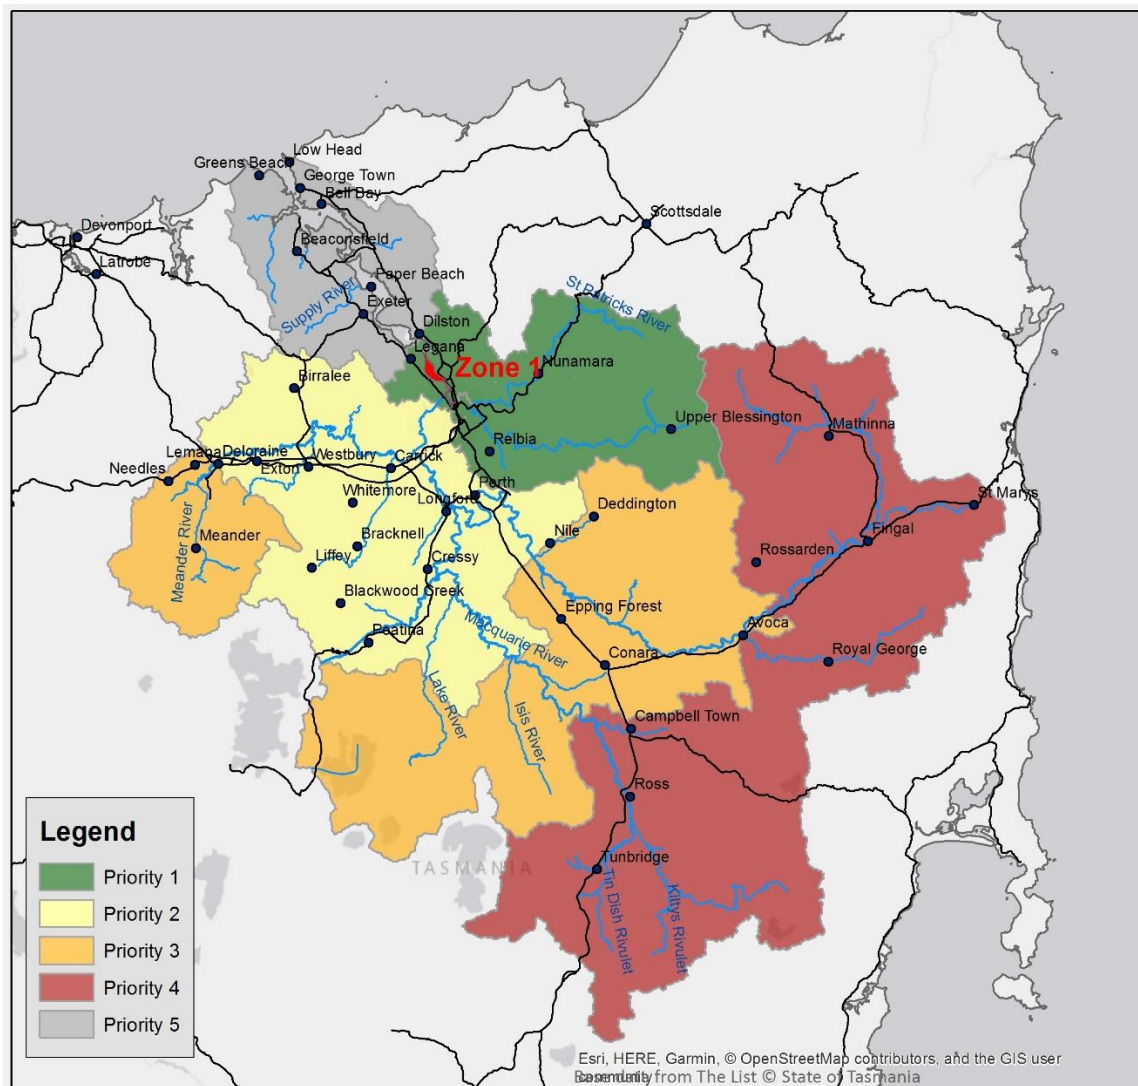 Low Head
Greens Beach
George Town
Bell Bay
Scottsdale
Devonport
Beaconsfield
Latrobe
Paper Beach
St Patricks River
Supply River
Exeter
Dilston
Legana
Zone 1
Nunamara
Birralee
Upper Blessington
Mathinna
Relbia
Lemana
Deloraine
Needles
Exton
Westbury
Carrick
Perth
Whitemore
Longford
Deddington
St Marys
Meander River
Meander
Bracknell
Nile
Fingal
Liffey
Cressy
Rossarden
Blackwood Creek
Epping Forest
Poatina
Macquarie River
Avoca
Conara
Royal George
Lake River
Isis River
Campbell Town
Ross
TASMANIA
Tunbridge
Tin Dish Rivulet
Kittys Rivulet
Legend
Priority 1
Priority 2
Priority 3
Priority 4
Priority 5
Esri, HERE, Garmin, © OpenStreetMap contributors, and the GIS user
community
Base data from The List © State of Tasmania